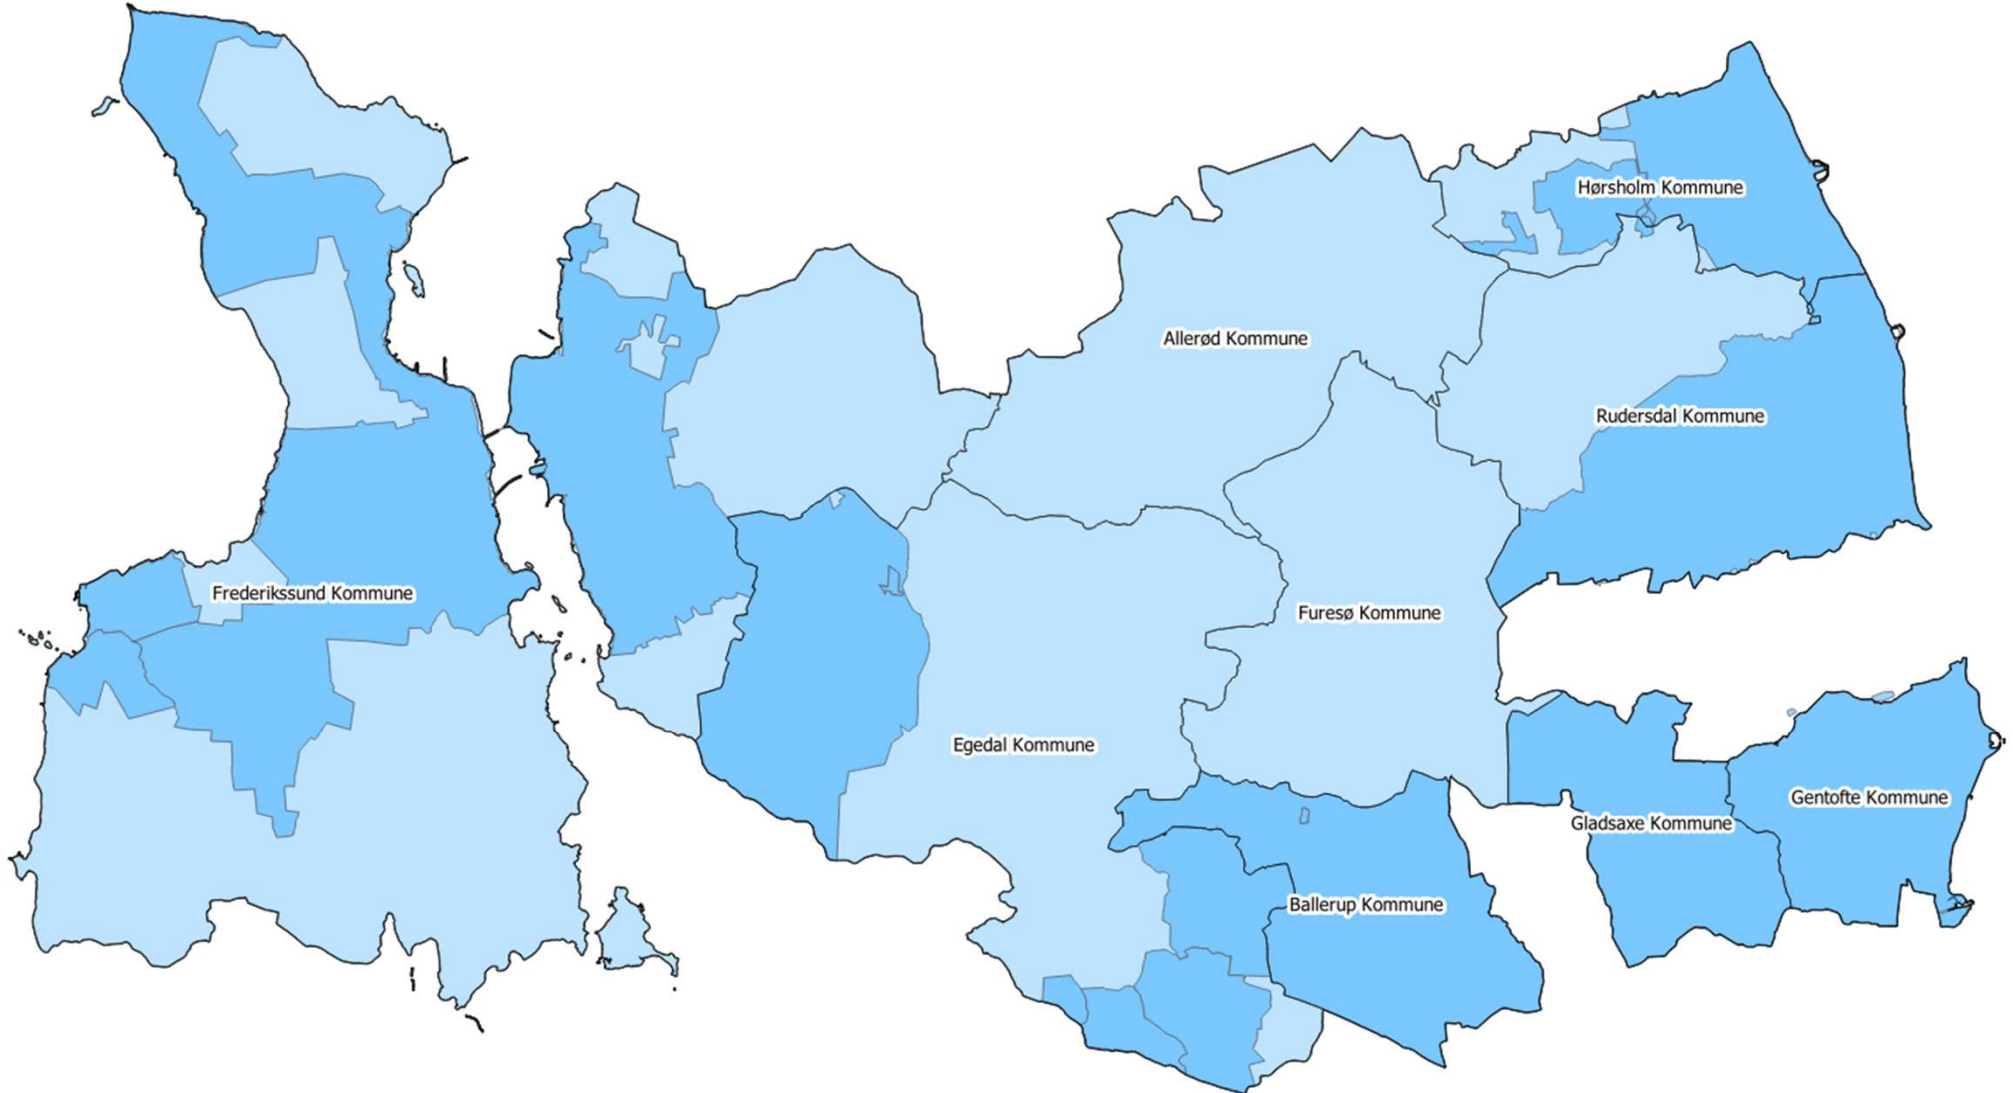 Hørsholm Kommune
Allerød Kommune
Rudersdal Kommune
Frederikssund Kommune
Furesø Kommune
Egedal Kommune
Gentofte Kommune
Gladsaxe Kommune
Ballerup Kommune